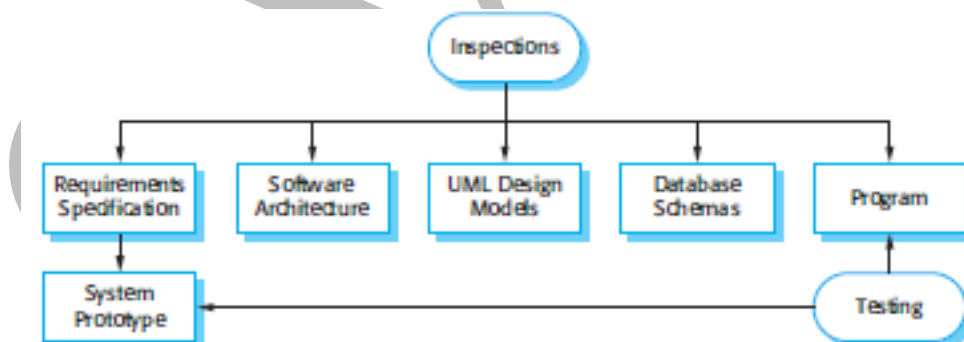 Inspections
Requirements
Specification
Software
Architecture
UML Design
Models
Database
Schemas
Program
System
Prototype
Testing